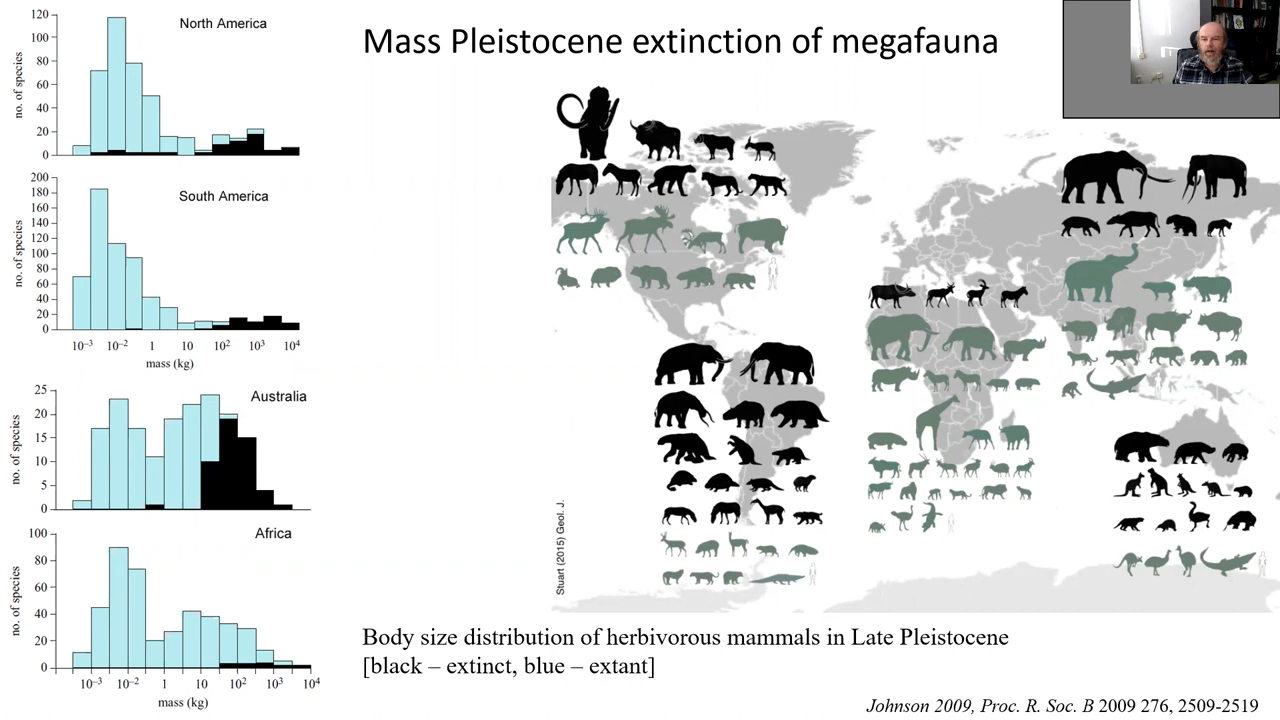 Mass Pleistocene extinction of megafauna
North America
no. of species
120
100
80
60
40
20
0
South America
no. of species
200
180
160
140
120
100
80
60
40
20
0
10⁻³ 10⁻² 1 10² 10³ 10⁴
mass (kg)
Australia
no. of species
25
20
15
10
5
0
Africa
no. of species
100
80
60
40
20
0
10⁻³ 10⁻² 1 10 10² 10³ 10⁴
mass (kg)
Stuart (2015) Geol. J.
Body size distribution of herbivorous mammals in Late Pleistocene
[black – extinct, blue – extant]
Johnson 2009, Proc. R. Soc. B 2009 276, 2509-2519